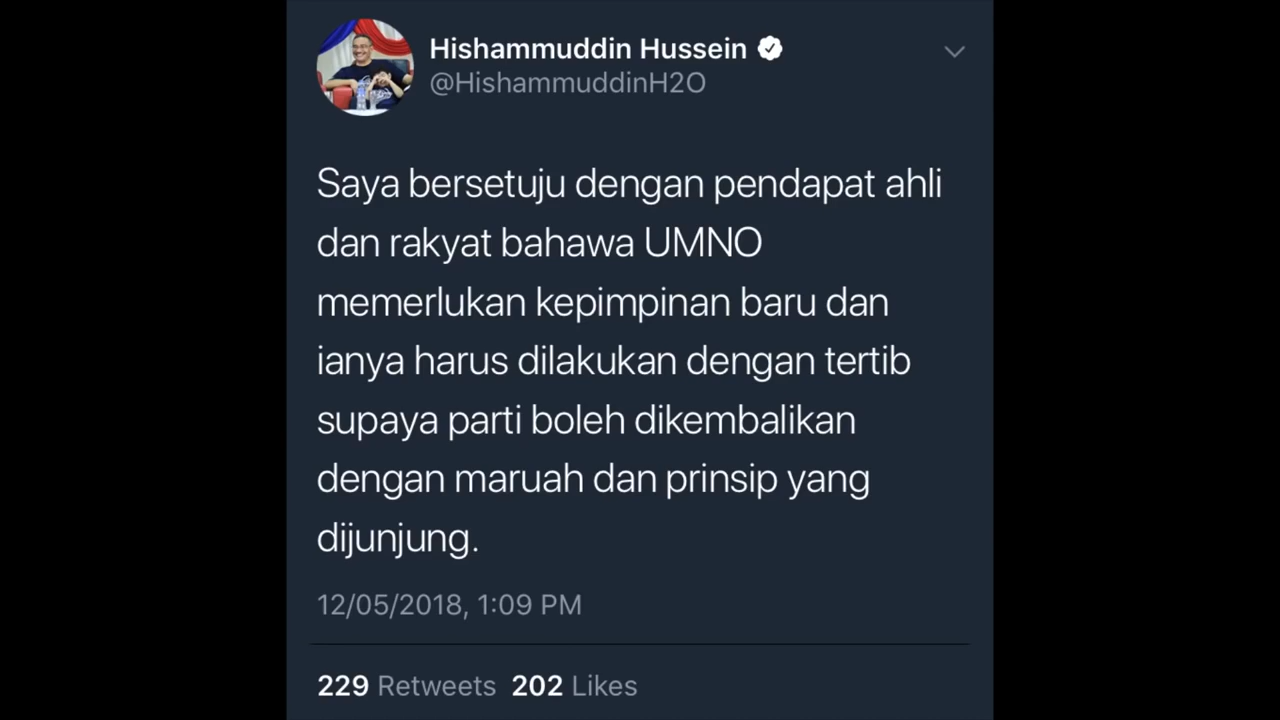 Hishammuddin Hussein
@HishammuddinH2O
Saya bersetuju dengan pendapat ahli
dan rakyat bahawa UMNO
memerlukan kepimpinan baru dan
ianya harus dilakukan dengan tertib
supaya parti boleh dikembalikan
dengan maruah dan prinsip yang
dijunjung.
12/05/2018, 1:09 PM
229 Retweets 202 Likes